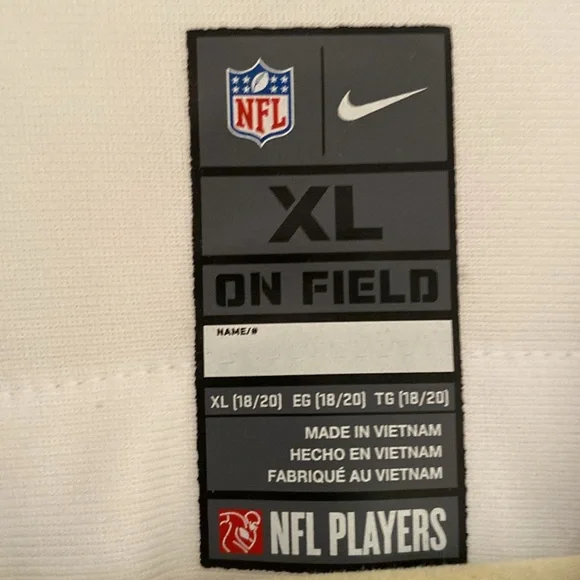 NFL
XL
ON FIELD
NAME/#
XL (18/20) EG (18/20) TG (18/20)
MADE IN VIETNAM
HECHO EN VIETNAM
FABRIQUÉ AU VIETNAM
NFL PLAYERS